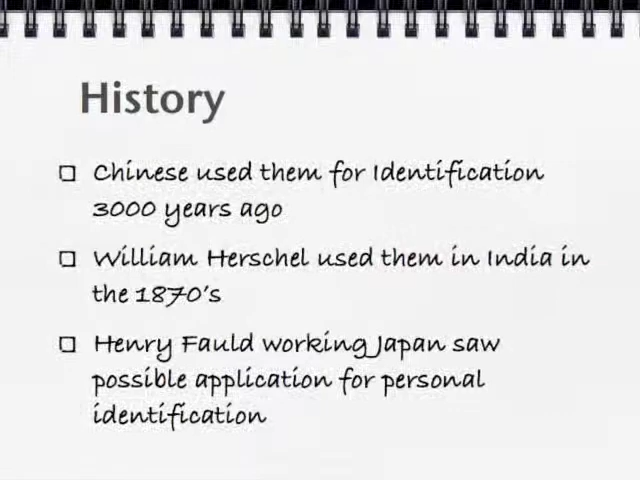 History
Chinese used them for Identification
3000 years ago
William Herschel used them in India in
the 1870's
Henry Fauld working Japan saw
possible application for personal
identification